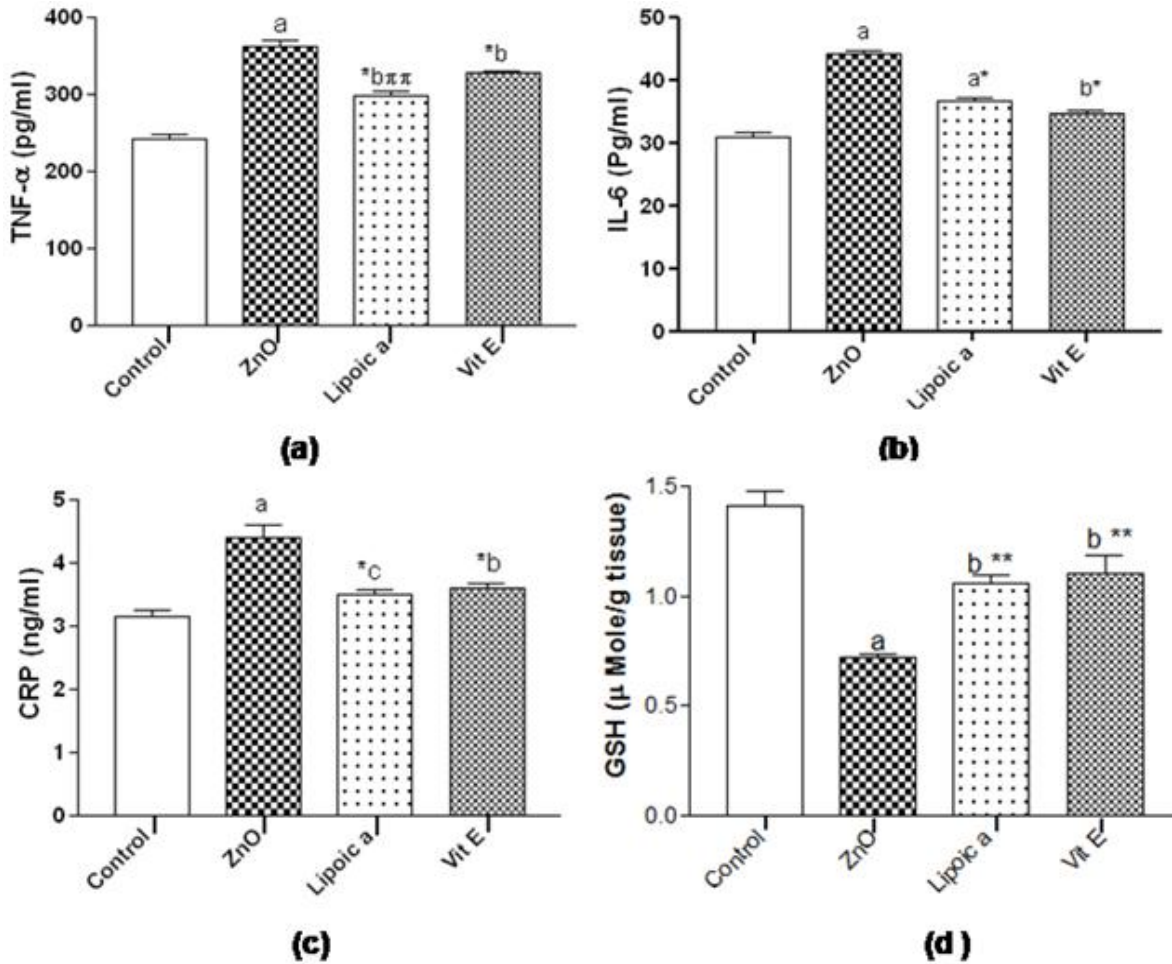 TNF-α (pg/ml)
400
300
200
100
0
a
*bππ
*b
Control
ZnO
Lipoic a
Vit E
(a)
IL-6 (Pg/ml)
50
40
30
20
10
0
a
a*
b*
Control
ZnO
Lipoic a
Vit E
(b)
CRP (ng/ml)
5
4
3
2
1
0
a
*c
*b
Control
ZnO
Lipoic a
Vit E
(c)
GSH (μ Mole/g tissue)
1.5
1.0
0.5
0.0
a
b **
b **
Control
ZnO
Lipoic a
Vit E
(d )